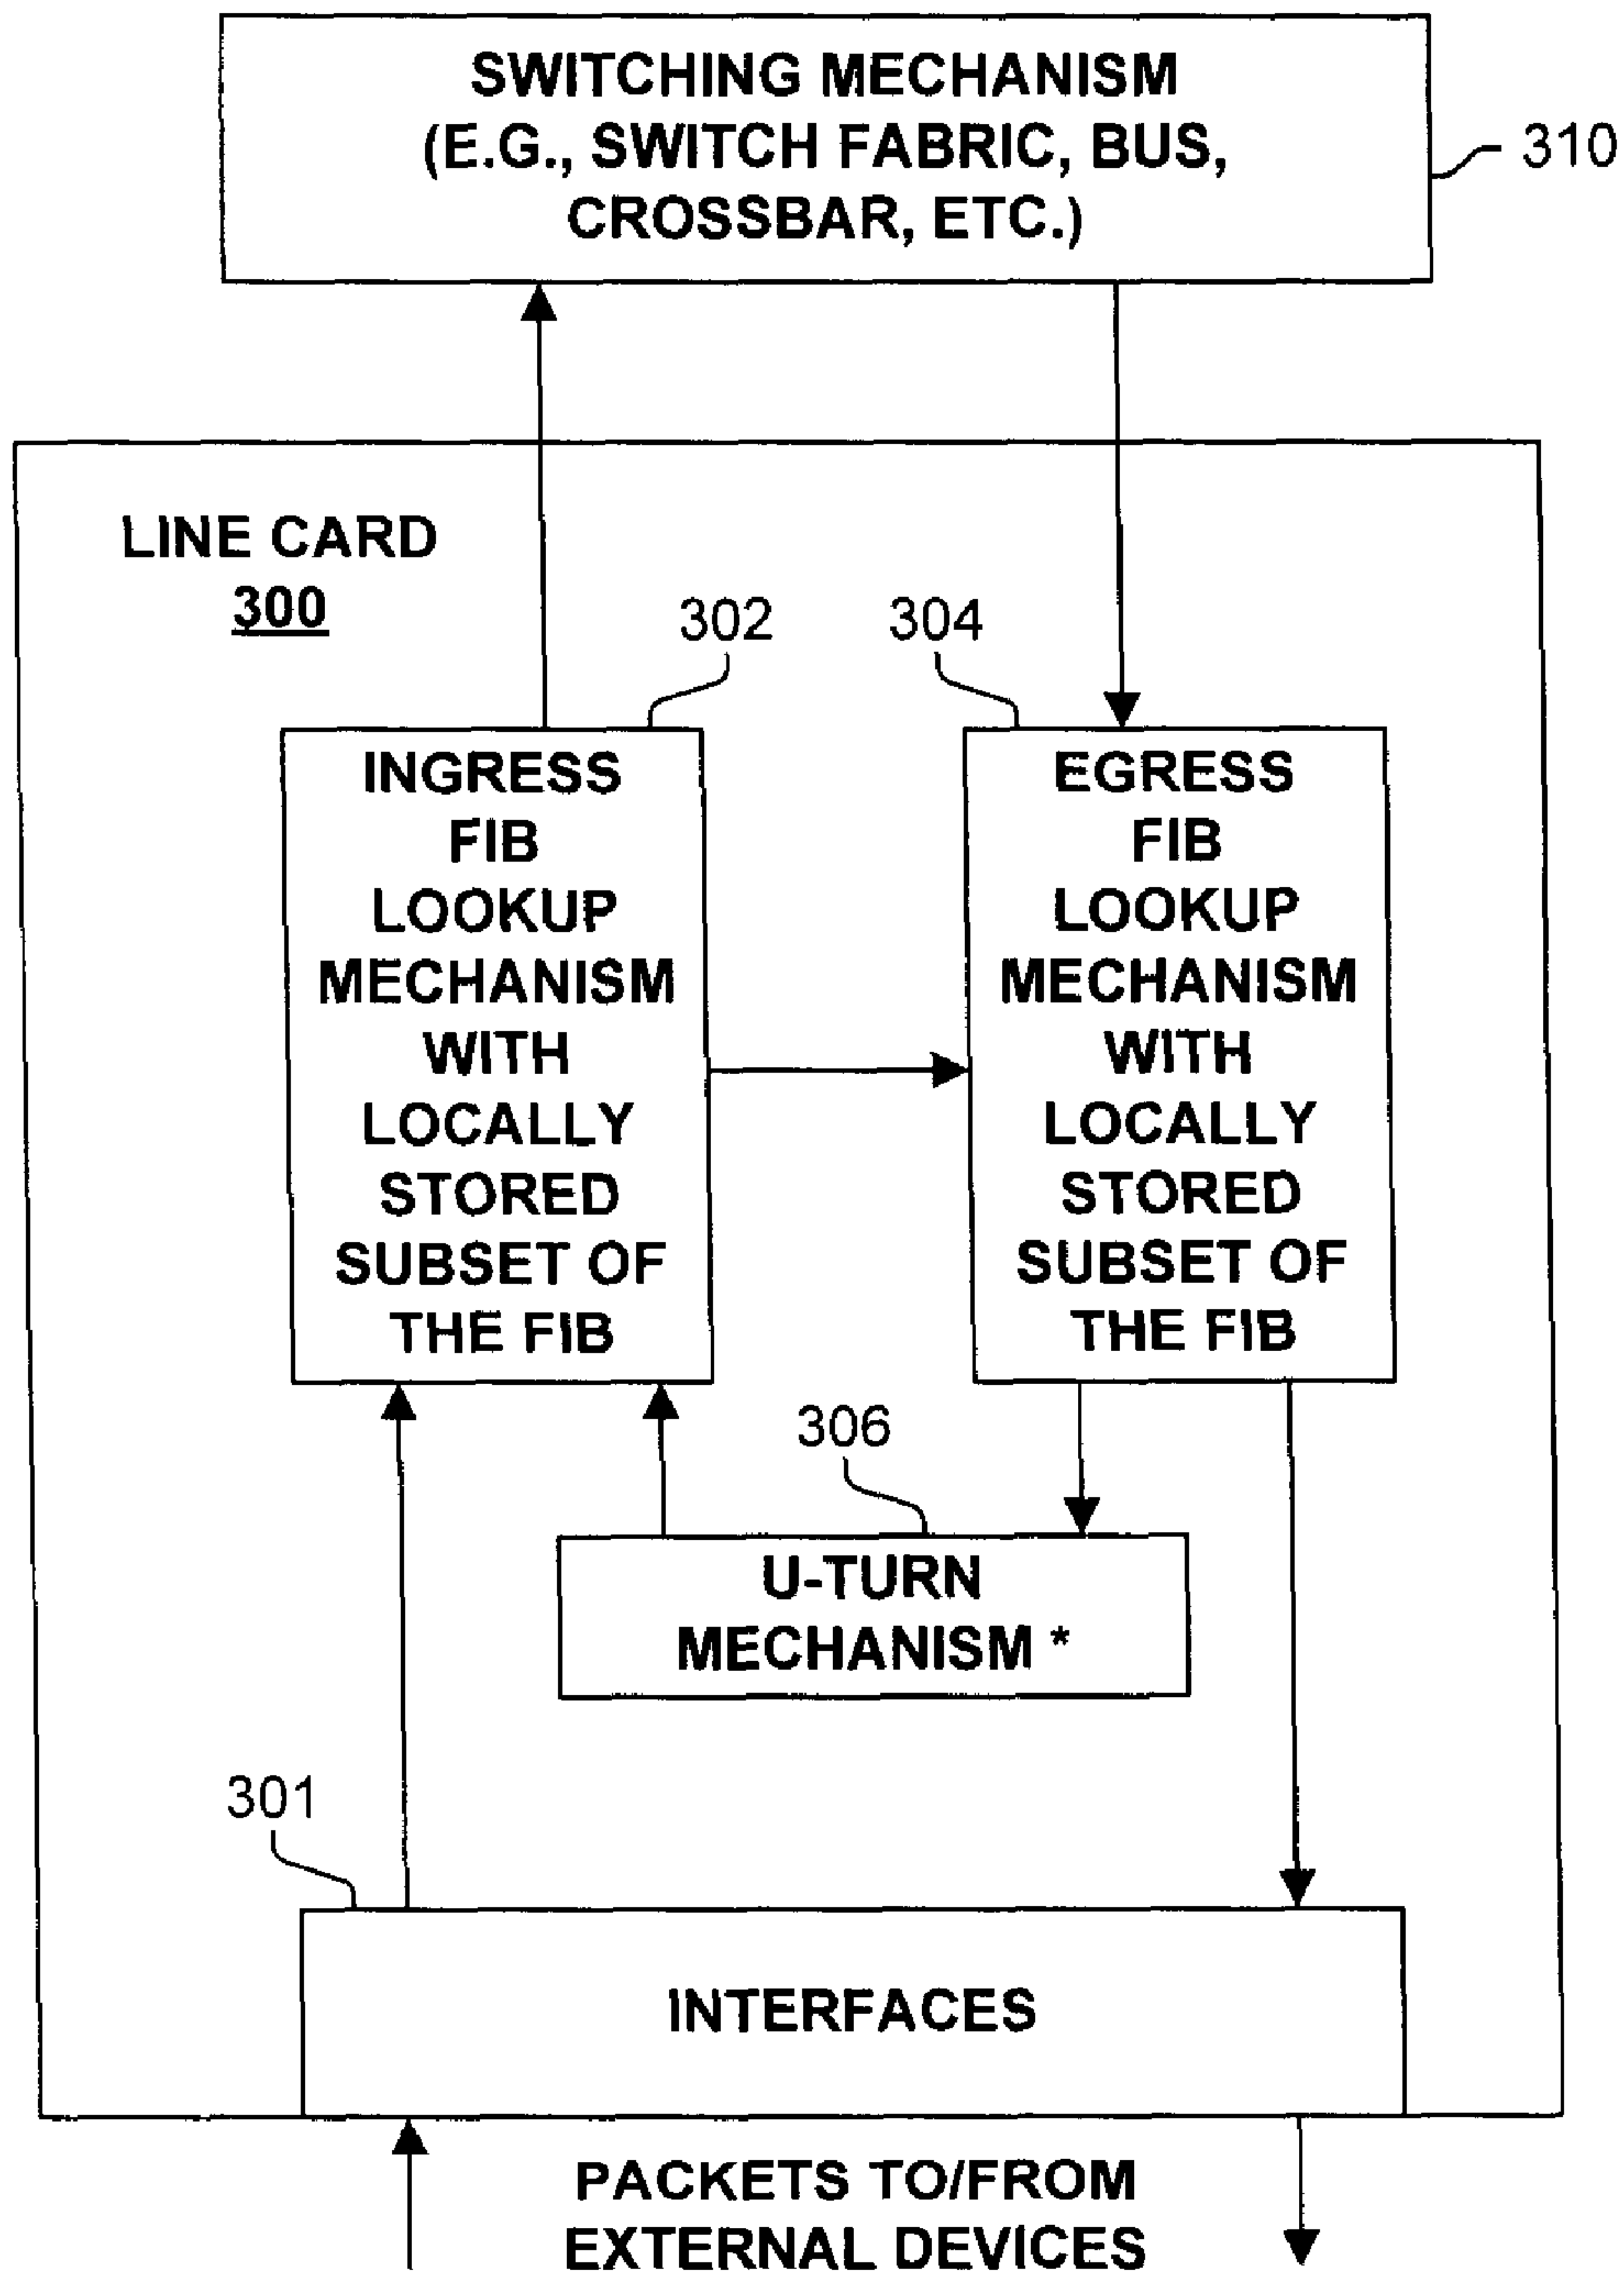 SWITCHING MECHANISM
(E.G., SWITCH FABRIC, BUS,
CROSSBAR, ETC.)
310
LINE CARD
300
302
304
INGRESS
FIB
LOOKUP
MECHANISM
WITH
LOCALLY
STORED
SUBSET OF
THE FIB
EGRESS
FIB
LOOKUP
MECHANISM
WITH
LOCALLY
STORED
SUBSET OF
THE FIB
306
U-TURN
MECHANISM *
301
INTERFACES
PACKETS TO/FROM
EXTERNAL DEVICES